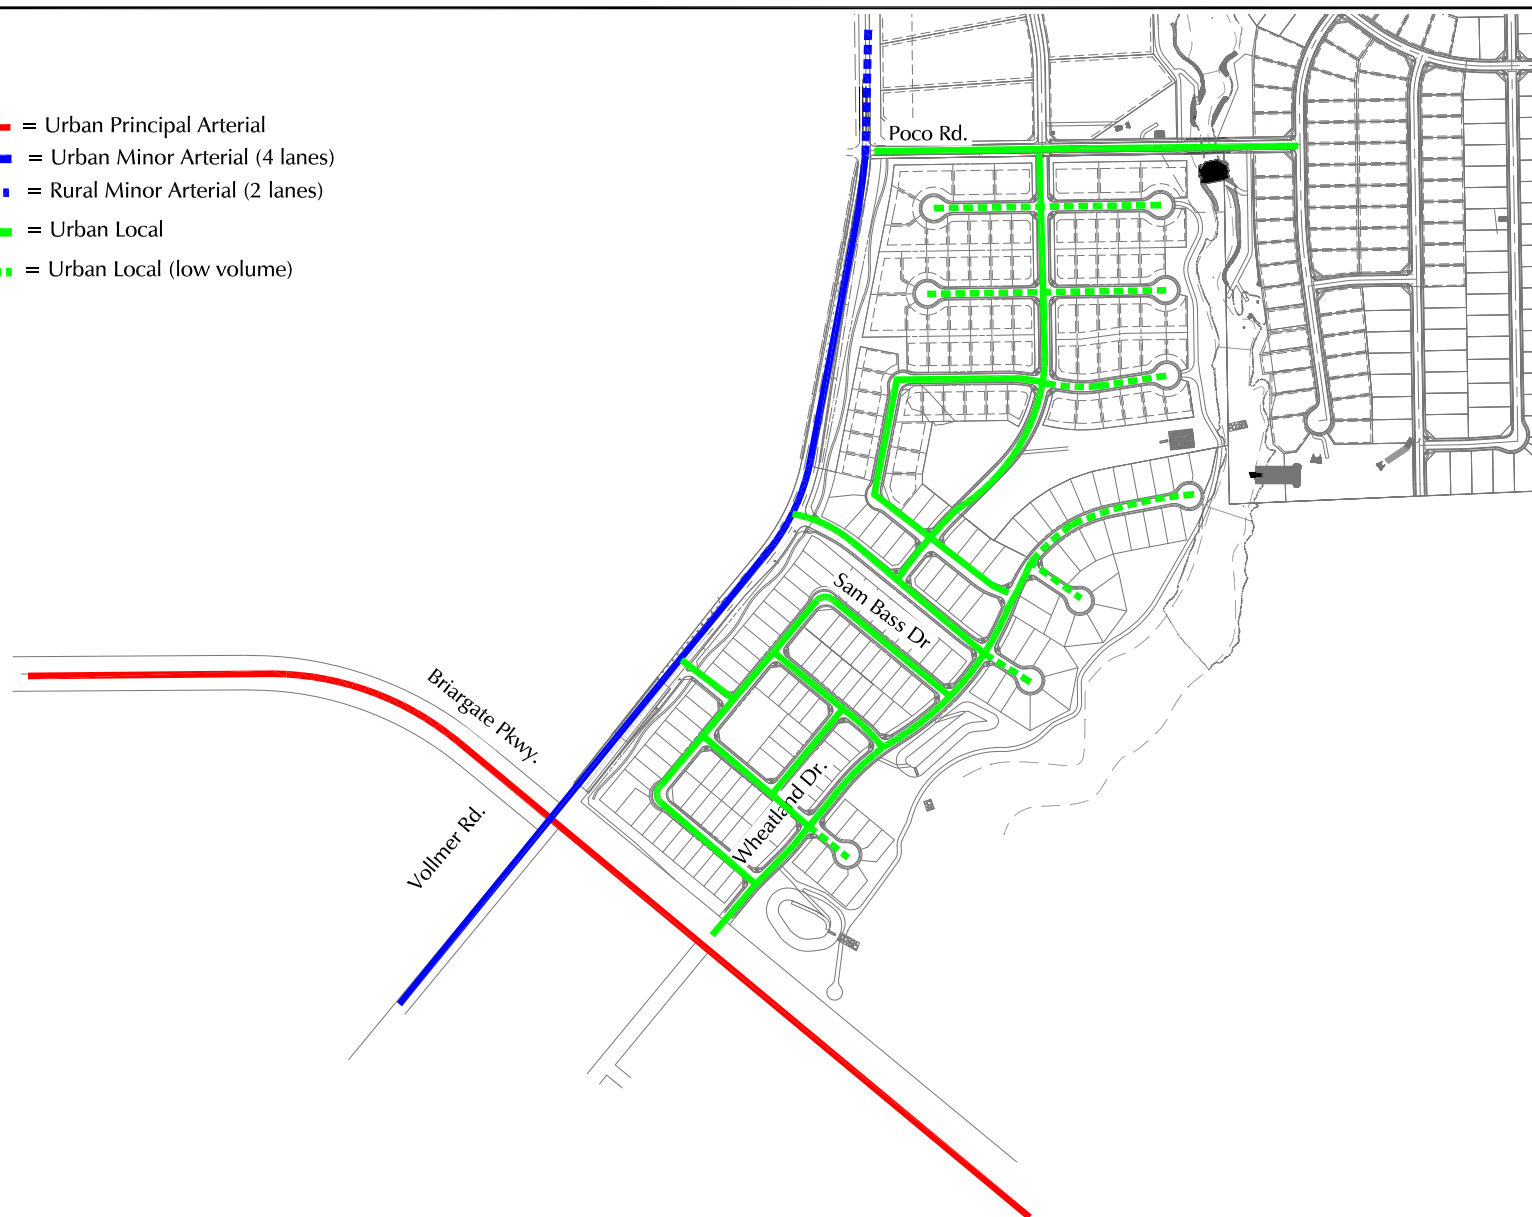 = Urban Principal Arterial
= Urban Minor Arterial (4 lanes)
= Rural Minor Arterial (2 lanes)
= Urban Local
= Urban Local (low volume)
Poco Rd.
Sam Bass Dr
Briargate Pkwy.
Wheatland Dr.
Vollmer Rd.